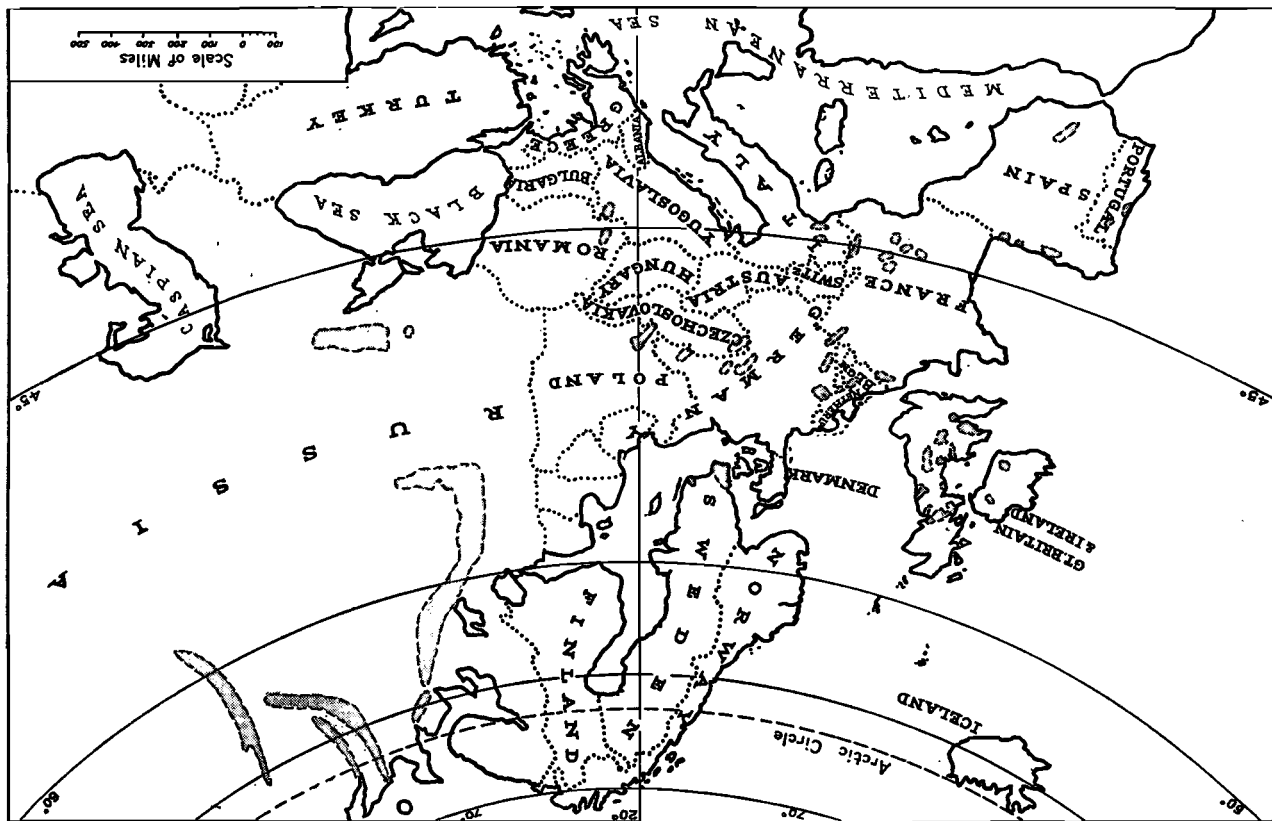 60°
70°
20°
70°
60°
Arctic Circle
ICELAND
NORWAY
SWEDEN
FINLAND
GT. BRITAIN
& IRELAND
DENMARK
RUSSIA
45°
45°
GERMANY
POLAND
CZECHOSLOVAKIA
FRANCE
SWITZ
AUSTRIA
HUNGARY
ROMANIA
CASPIAN SEA
BLACK SEA
YUGOSLAVIA
BULGARIA
PORTUGAL
SPAIN
ITALY
ALBANIA
GREECE
TURKEY
MEDITERRANEAN
SEA
Scale of Miles
100 0 100 200 300 400 500